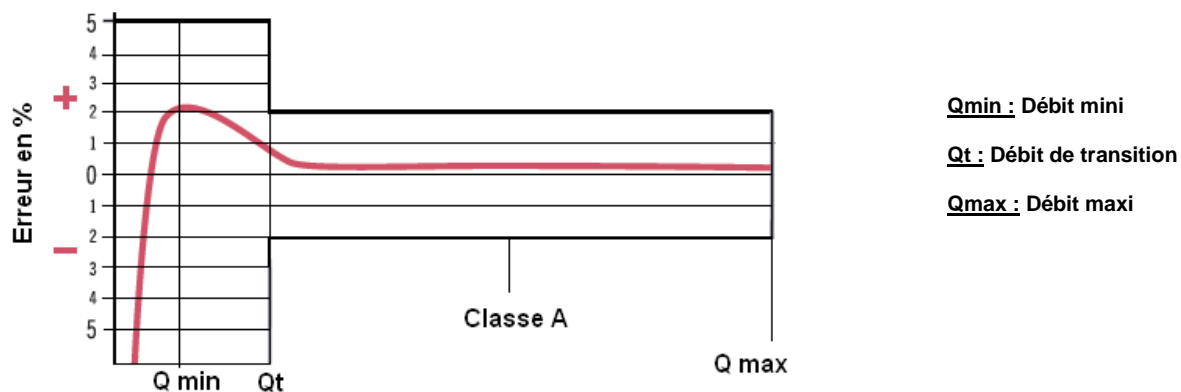 Erreur en %
+
−
5
4
3
2
1
0
1
2
3
4
5
Q min
Qt
Classe A
Q max
Qmin : Débit mini
Qt : Débit de transition
Qmax : Débit maxi